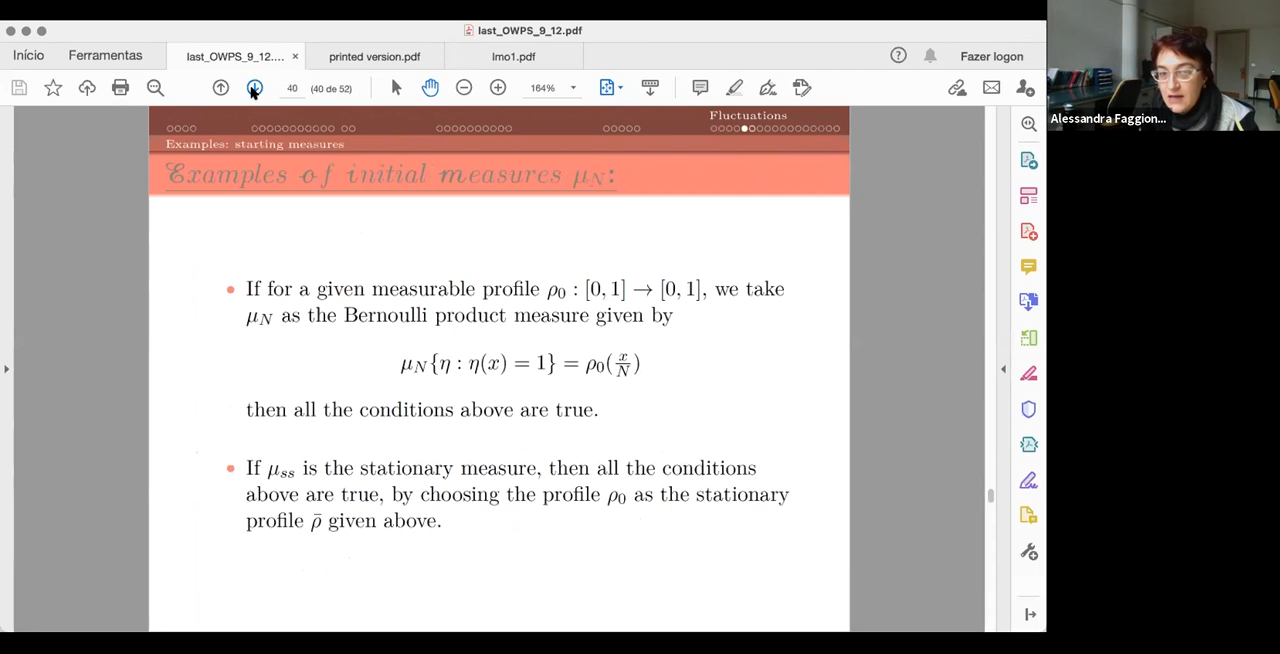 last_OWPS_9_12.pdf
Início Ferramentas last_OWPS_9_12.... × printed version.pdf lmo1.pdf Fazer logon
40 (40 de 52) 164%
Alessandra Faggion...
Fluctuations
Examples: starting measures
Examples of initial measures μ_N:
If for a given measurable profile ρ₀ : [0, 1] → [0, 1], we take
μ_N as the Bernoulli product measure given by
μ_N{η : η(x) = 1} = ρ₀(x/N)
then all the conditions above are true.
If μ_ss is the stationary measure, then all the conditions
above are true, by choosing the profile ρ₀ as the stationary
profile ρ̄ given above.